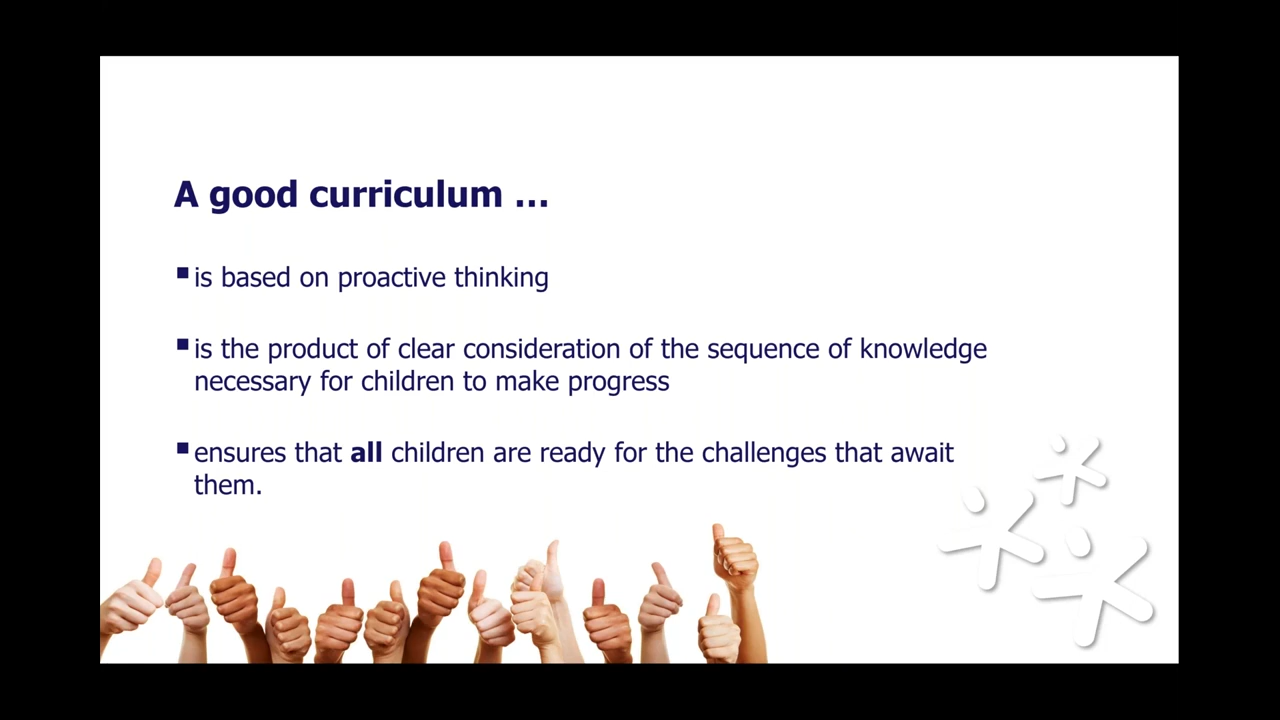 A good curriculum …
▪ is based on proactive thinking
▪ is the product of clear consideration of the sequence of knowledge
necessary for children to make progress
▪ ensures that all children are ready for the challenges that await
them.